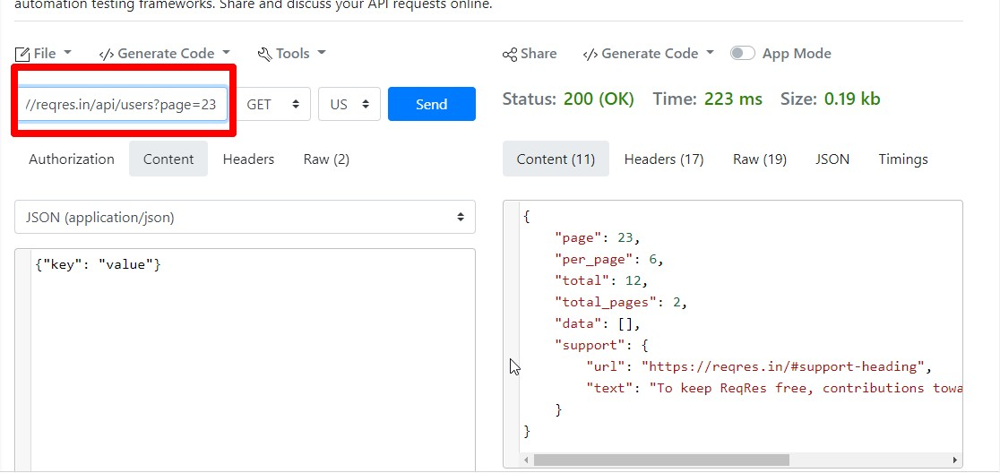 automation testing frameworks. Share and discuss your API requests online.
File
</> Generate Code
Tools
//reqres.in/api/users?page=23
GET
US
Send
Authorization
Content
Headers
Raw (2)
JSON (application/json)
{"key": "value"}
Share
</> Generate Code
App Mode
Status: 200 (OK) Time: 223 ms Size: 0.19 kb
Content (11)
Headers (17)
Raw (19)
JSON
Timings
{
"page": 23,
"per_page": 6,
"total": 12,
"total_pages": 2,
"data": [],
"support": {
"url": "https://reqres.in/#support-heading",
"text": "To keep ReqRes free, contributions towa
}
}